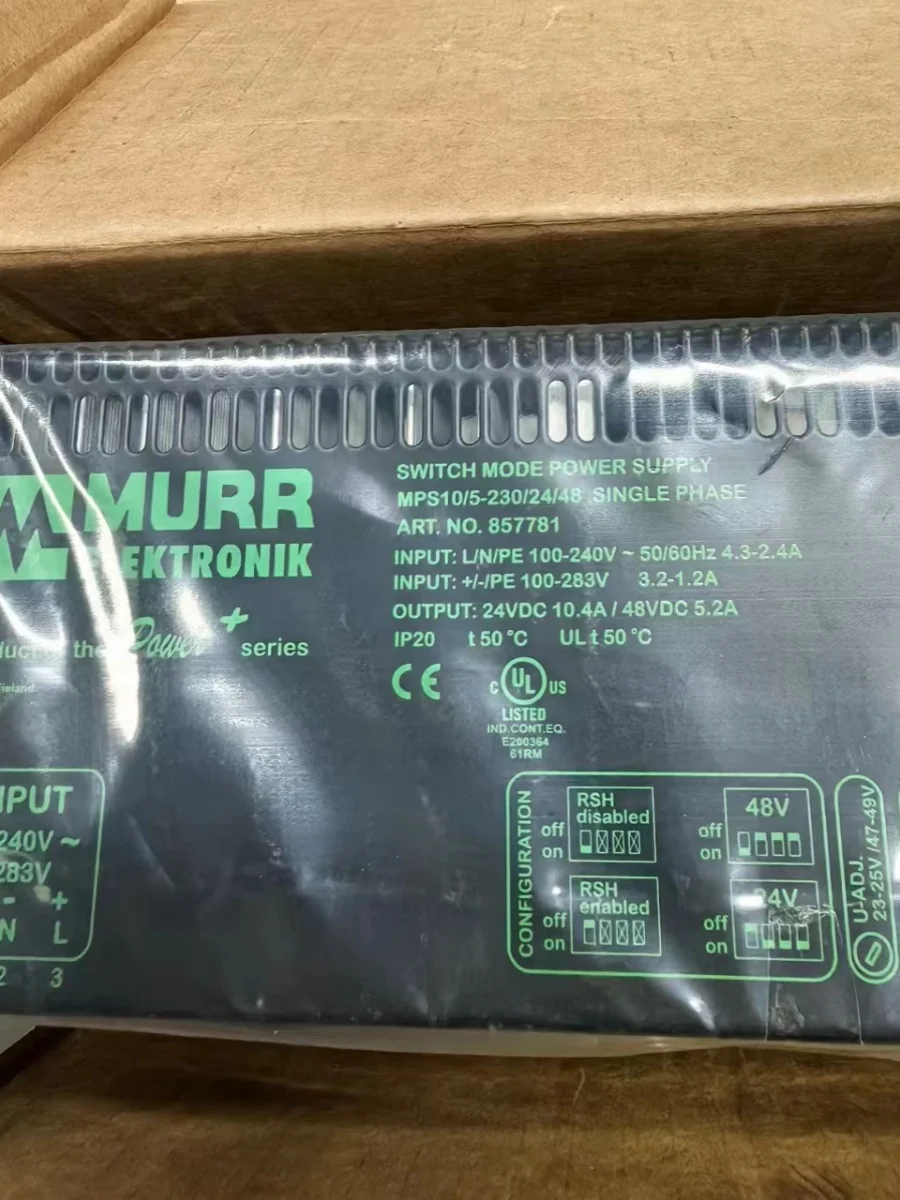 MURR
ELEKTRONIK
the Power+ series
SWITCH MODE POWER SUPPLY
MPS10/5-230/24/48 SINGLE PHASE
ART. NO. 857781
INPUT: L/N/PE 100-240V ~ 50/60Hz 4.3-2.4A
INPUT: +/-/PE 100-283V 3.2-1.2A
OUTPUT: 24VDC 10.4A / 48VDC 5.2A
IP20 t 50 °C UL t 50 °C
CE
C UL US
LISTED
IND.CONT.EQ.
E200364
61RM
NPUT
240V ~
283V
- +
N L
2 3
CONFIGURATION
RSH
disabled
off
on
48V
off
on
RSH
enabled
off
on
24V
off
on
U-ADJ.
23-25V /47-49V